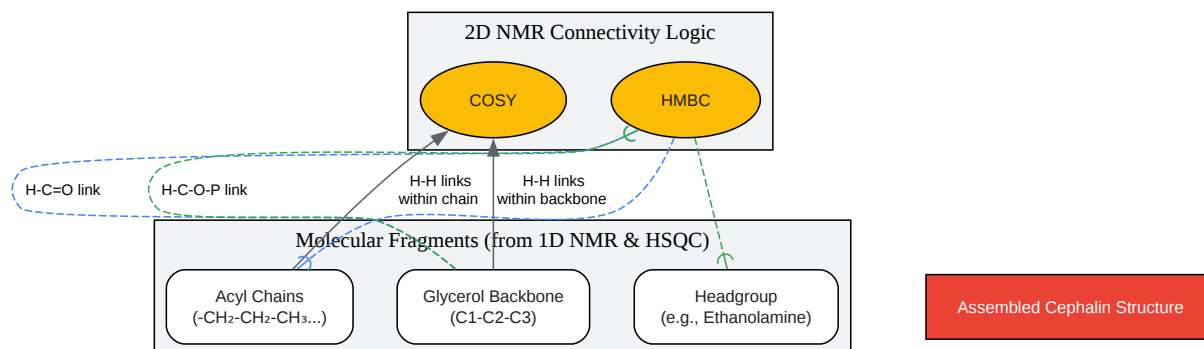 2D NMR Connectivity Logic
COSY
HMBC
H-C=O link
H-C-O-P link
H-H links
within chain
H-H links
within backbone
Molecular Fragments (from 1D NMR & HSQC)
Acyl Chains
(-CH₂-CH₂-CH₃...)
Glycerol Backbone
(C1-C2-C3)
Headgroup
(e.g., Ethanolamine)
Assembled Cephalin Structure